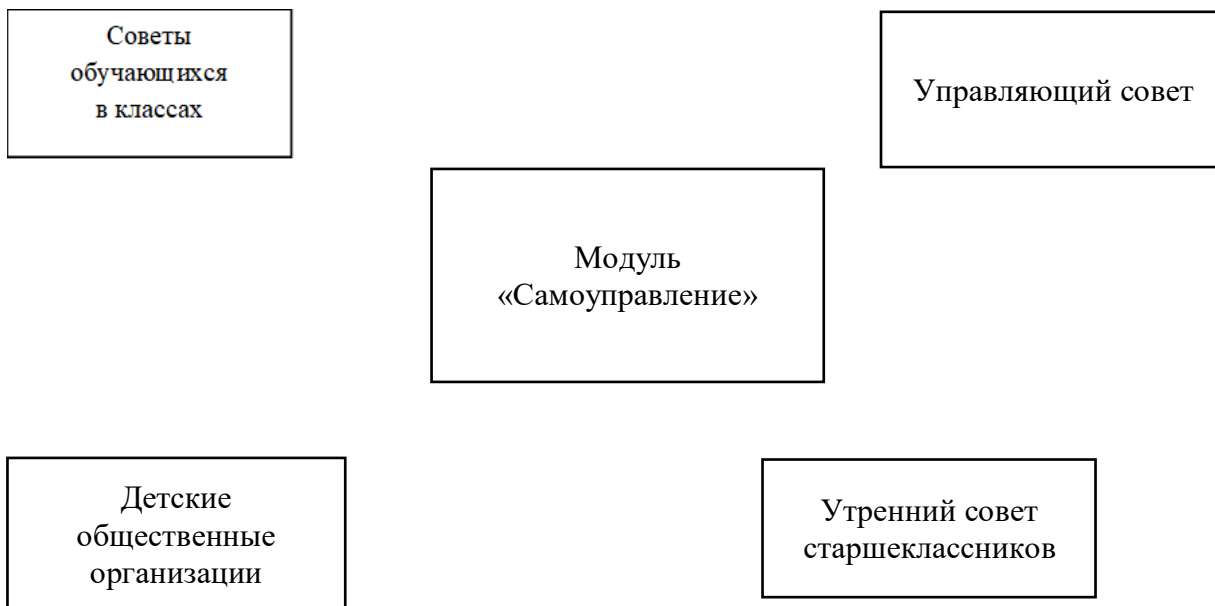 Советы
обучающихся
в классах
Управляющий совет
Модуль
«Самоуправление»
Детские
общественные
организации
Утренний совет
старшеклассников